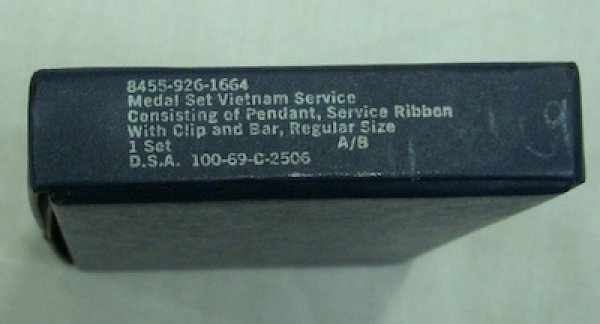 8455-926-1664
Medal Set Vietnam Service
Consisting of Pendant, Service Ribbon
With Clip and Bar, Regular Size
1 Set A/B
D.S.A. 100-69-C-2506